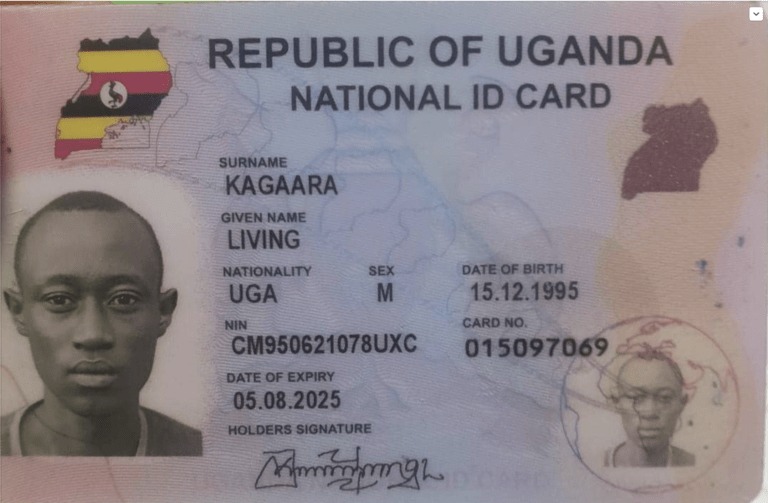 REPUBLIC OF UGANDA
NATIONAL ID CARD
SURNAME
KAGAARA
GIVEN NAME
LIVING
NATIONALITY SEX DATE OF BIRTH
UGA M 15.12.1995
NIN CARD NO.
CM950621078UXC 015097069
DATE OF EXPIRY
05.08.2025
HOLDERS SIGNATURE